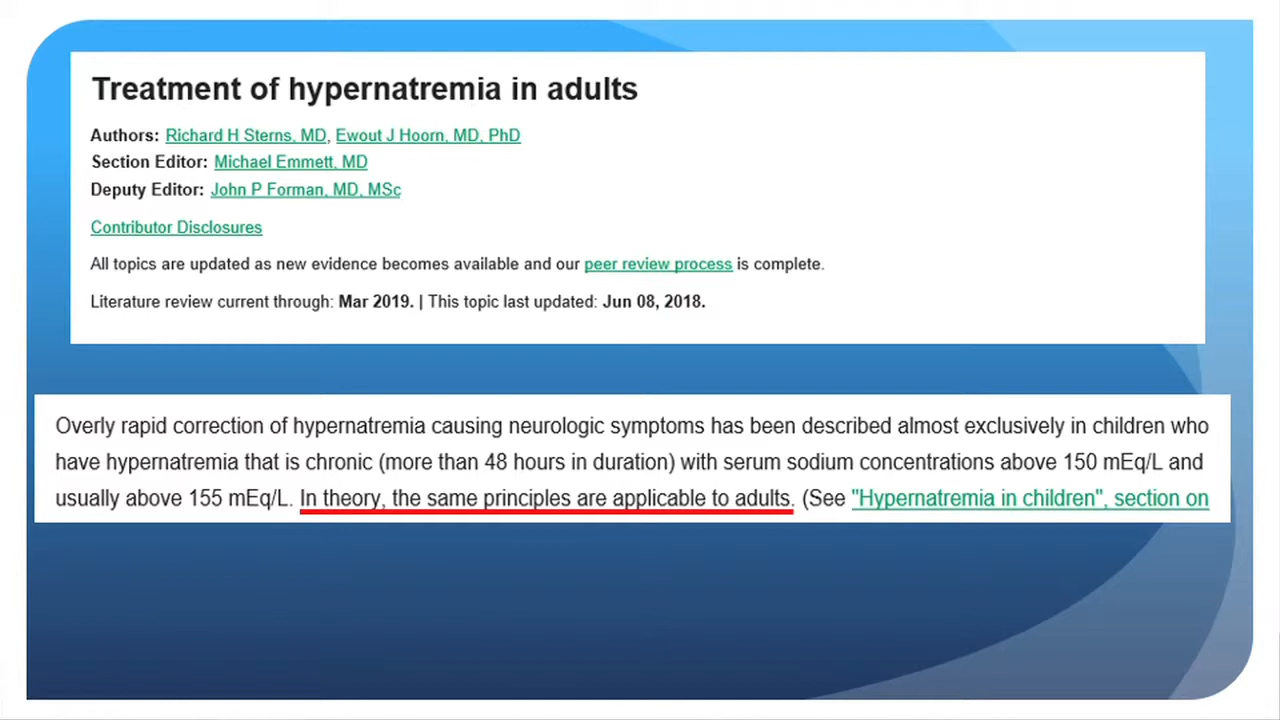 Treatment of hypernatremia in adults
Authors: Richard H Sterns, MD, Ewout J Hoorn, MD, PhD
Section Editor: Michael Emmett, MD
Deputy Editor: John P Forman, MD, MSc
Contributor Disclosures
All topics are updated as new evidence becomes available and our peer review process is complete.
Literature review current through: Mar 2019. | This topic last updated: Jun 08, 2018.
Overly rapid correction of hypernatremia causing neurologic symptoms has been described almost exclusively in children who
have hypernatremia that is chronic (more than 48 hours in duration) with serum sodium concentrations above 150 mEq/L and
usually above 155 mEq/L. In theory, the same principles are applicable to adults. (See "Hypernatremia in children", section on